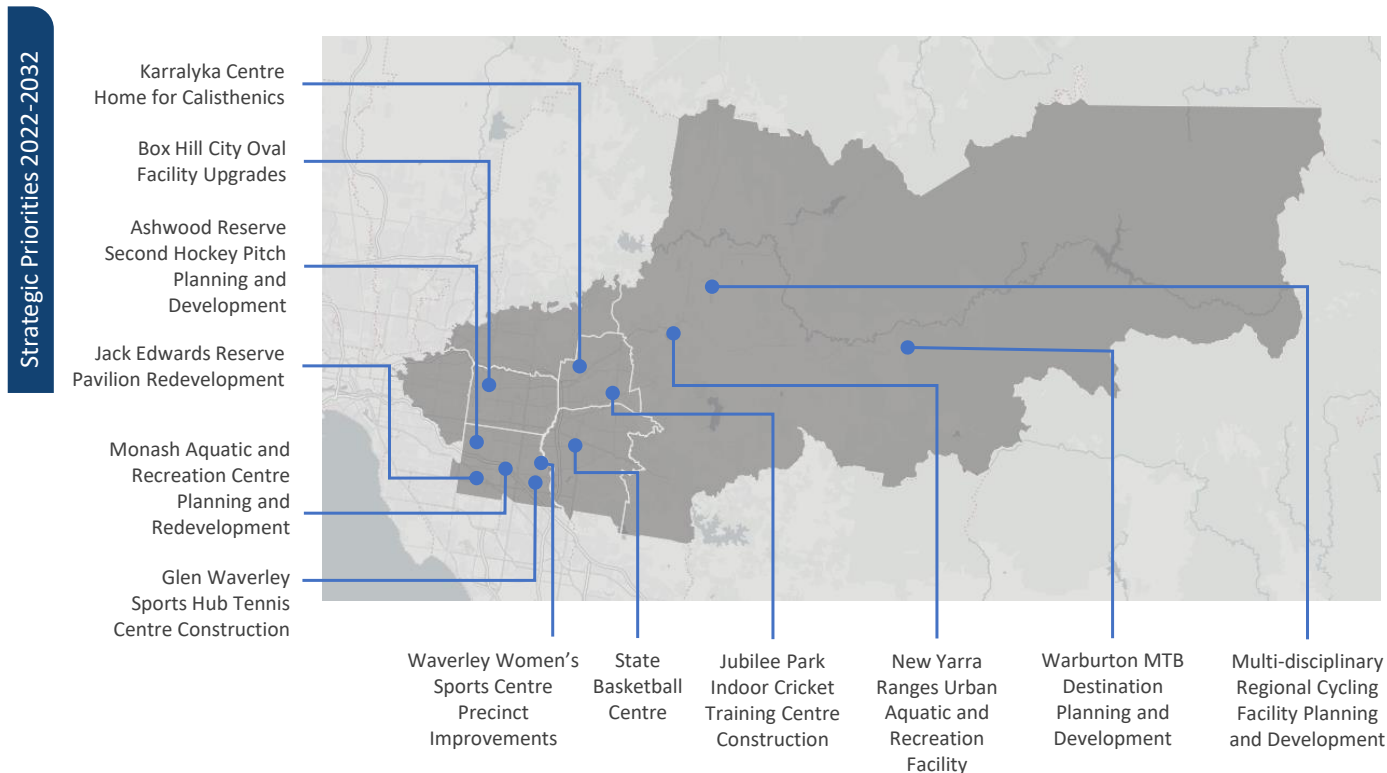 Strategic Priorities 2022-2032
Karralyka Centre
Home for Calisthenics
Box Hill City Oval
Facility Upgrades
Ashwood Reserve
Second Hockey Pitch
Planning and
Development
Jack Edwards Reserve
Pavilion Redevelopment
Monash Aquatic and
Recreation Centre
Planning and
Redevelopment
Glen Waverley
Sports Hub Tennis
Centre Construction
Waverley Women’s
Sports Centre
Precinct
Improvements
State
Basketball
Centre
Jubilee Park
Indoor Cricket
Training Centre
Construction
New Yarra
Ranges Urban
Aquatic and
Recreation
Facility
Warburton MTB
Destination
Planning and
Development
Multi-disciplinary
Regional Cycling
Facility Planning
and Development